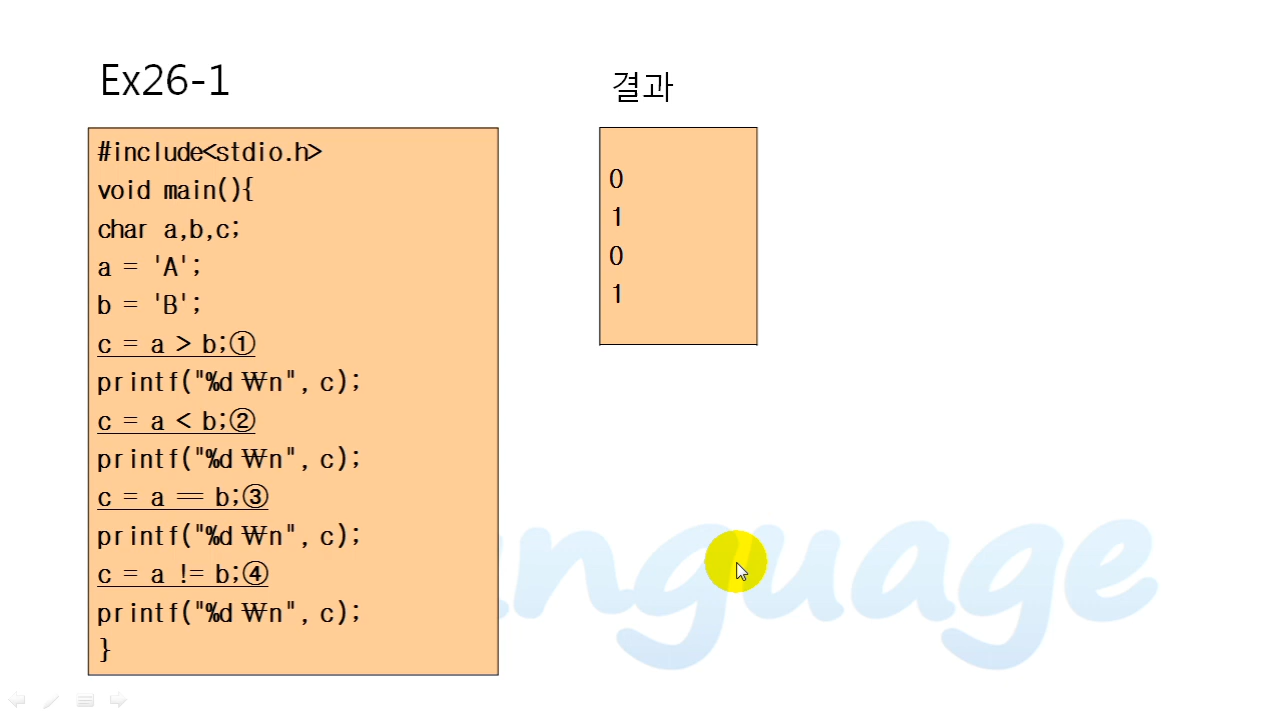 Ex26-1
#include<stdio.h>
void main(){
char a,b,c;
a = 'A';
b = 'B';
c = a > b;①
printf("%d ₩n", c);
c = a < b;②
printf("%d ₩n", c);
c = a == b;③
printf("%d ₩n", c);
c = a != b;④
printf("%d ₩n", c);
}
결과
0
1
0
1
anguage